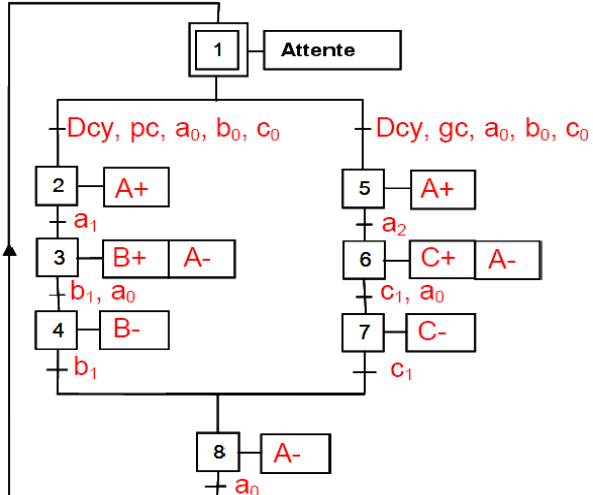 1 Attente
Dcy, pc, a₀, b₀, c₀ Dcy, gc, a₀, b₀, c₀
2 A+ 5 A+
a₁ a₂
3 B+ A- 6 C+ A-
b₁, a₀ c₁, a₀
4 B- 7 C-
b₁ c₁
8 A-
a₀